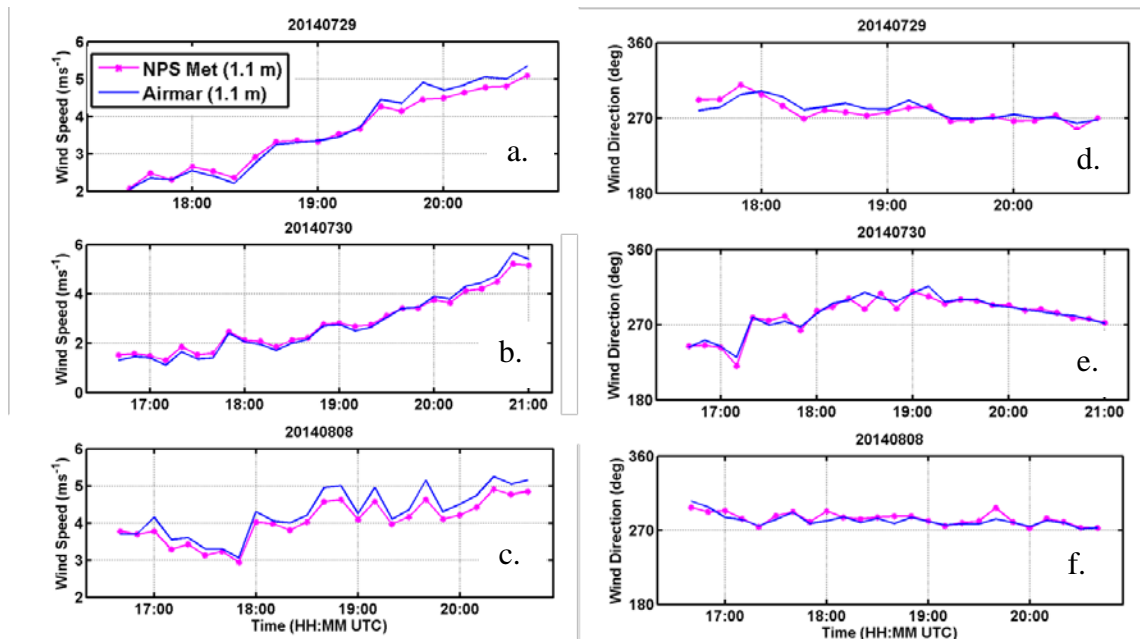 20140729
Wind Speed (ms-1)
6
5
4
3
2
NPS Met (1.1 m)
Airmar (1.1 m)
a.
18:00 19:00 20:00
20140730
Wind Speed (ms-1)
6
4
2
0
b.
17:00 18:00 19:00 20:00 21:00
20140808
Wind Speed (ms-1)
6
5
4
3
2
c.
17:00 18:00 19:00 20:00
Time (HH:MM UTC)
20140729
Wind Direction (deg)
360
270
180
d.
18:00 19:00 20:00
20140730
Wind Direction (deg)
360
270
180
e.
17:00 18:00 19:00 20:00 21:00
20140808
Wind Direction (deg)
360
270
180
f.
17:00 18:00 19:00 20:00
Time (HH:MM UTC)